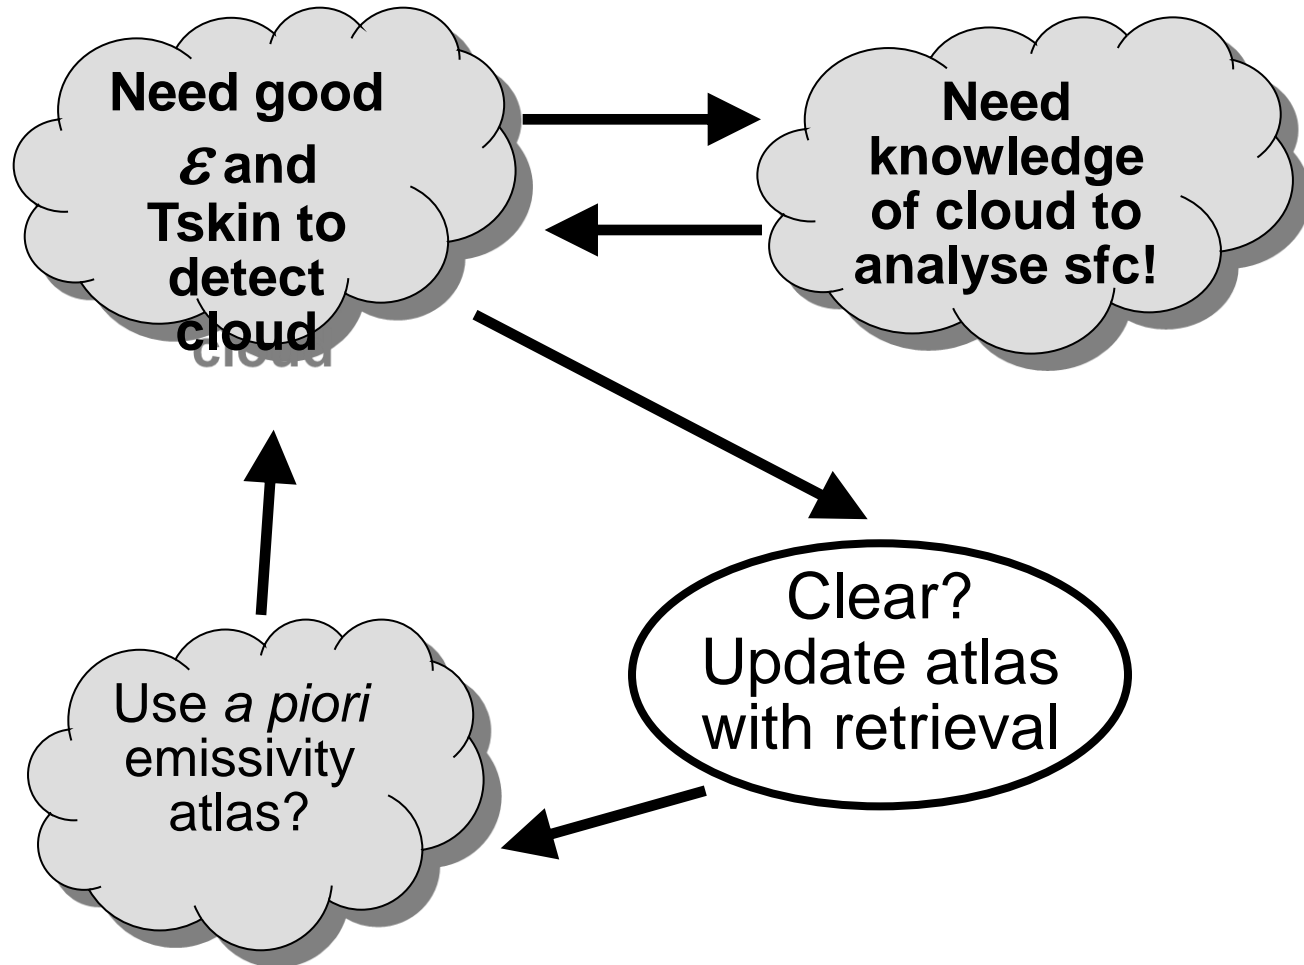 Need good
ε and
Tskin to
detect
cloud
Need
knowledge
of cloud to
analyse sfc!
Clear?
Update atlas
with retrieval
Use a piori
emissivity
atlas?